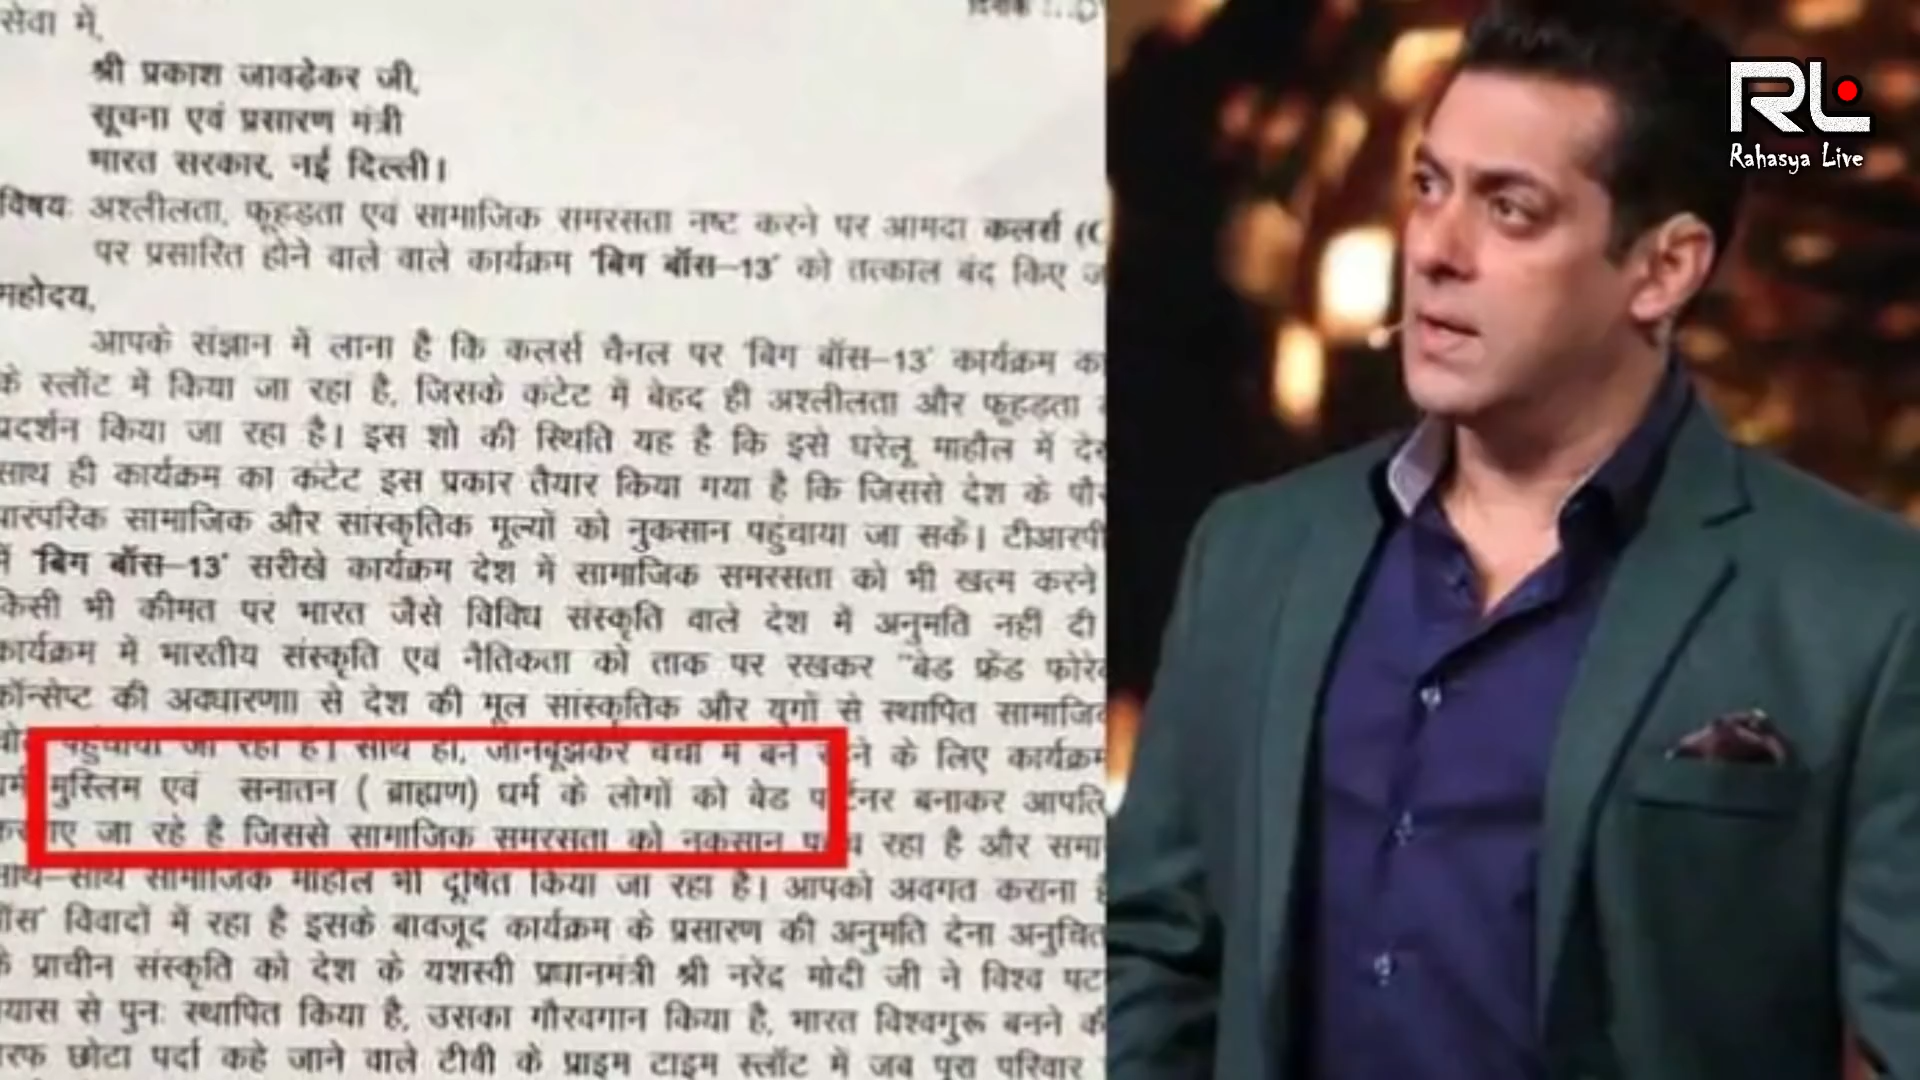 सेवा में,
श्री प्रकाश जावड़ेकर जी,
सूचना एवं प्रसारण मंत्री
भारत सरकार, नई दिल्ली।
विषयः अश्लीलता, फूहड़ता एवं सामाजिक समरसता नष्ट करने पर आमदा कलर्स ((
पर प्रसारित होने वाले वाले कार्यक्रम 'बिग बॉस–13' को तत्काल बंद किए
महोदय,
आपके संज्ञान में लाना है कि कलर्स चैनल पर 'बिग बॉस–13' कार्यक्रम
के स्लॉट में किया जा रहा है, जिसके कंटेट में बेहद ही अश्लीलता और फूहड़ता
प्रदर्शन किया जा रहा है। इस शो की स्थिति यह है कि इसे घरेलू माहौल में
साथ ही कार्यक्रम का कंटेट इस प्रकार तैयार किया गया है कि जिससे देश के
पारंपरिक सामाजिक और सांस्कृतिक मूल्यों को नुकसान पहुंचाया जा सकें। टीआरपी
में 'बिग बॉस–13' सरीखे कार्यक्रम देश में सामाजिक समरसता को भी खत्म करने
किसी भी कीमत पर भारत जैसे विविध संस्कृति वाले देश में अनुमति नहीं दी
कार्यक्रम में भारतीय संस्कृति एवं नैतिकता को ताक पर रखकर "बेड फ्रेंड
कॉन्सेप्ट की अवधारणाा से देश की मूल सांस्कृतिक और युगों से स्थापित
पहुंचाया जा रहा है। साथ ही, जानबूझकर चर्चा में बने के लिए कार्यक्रम
मुस्लिम एवं सनातन ( ब्राह्मण) धर्म के लोगों को बेड पार्टनर बनाकर
जा रहे है जिससे सामाजिक समरसता को नुकसान रहा है और
साथ–साथ सामाजिक माहौल भी दूषित किया जा रहा है। आपको अवगत कराना
विवादों में रहा है इसके बावजूद कार्यक्रम के प्रसारण की अनुमति देना अनुचित
प्राचीन संस्कृति को देश के यशस्वी प्रधानमंत्री श्री नरेंद्र मोदी जी ने विश्व
से पुनः स्थापित किया है, उसका गौरवगान किया है, भारत विश्वगुरू बनने की
छोटा पर्दा कहे जाने वाले टीवी के प्राइम टाइम स्लॉट में जब पूरा परिवार
RL
Rahasya Live